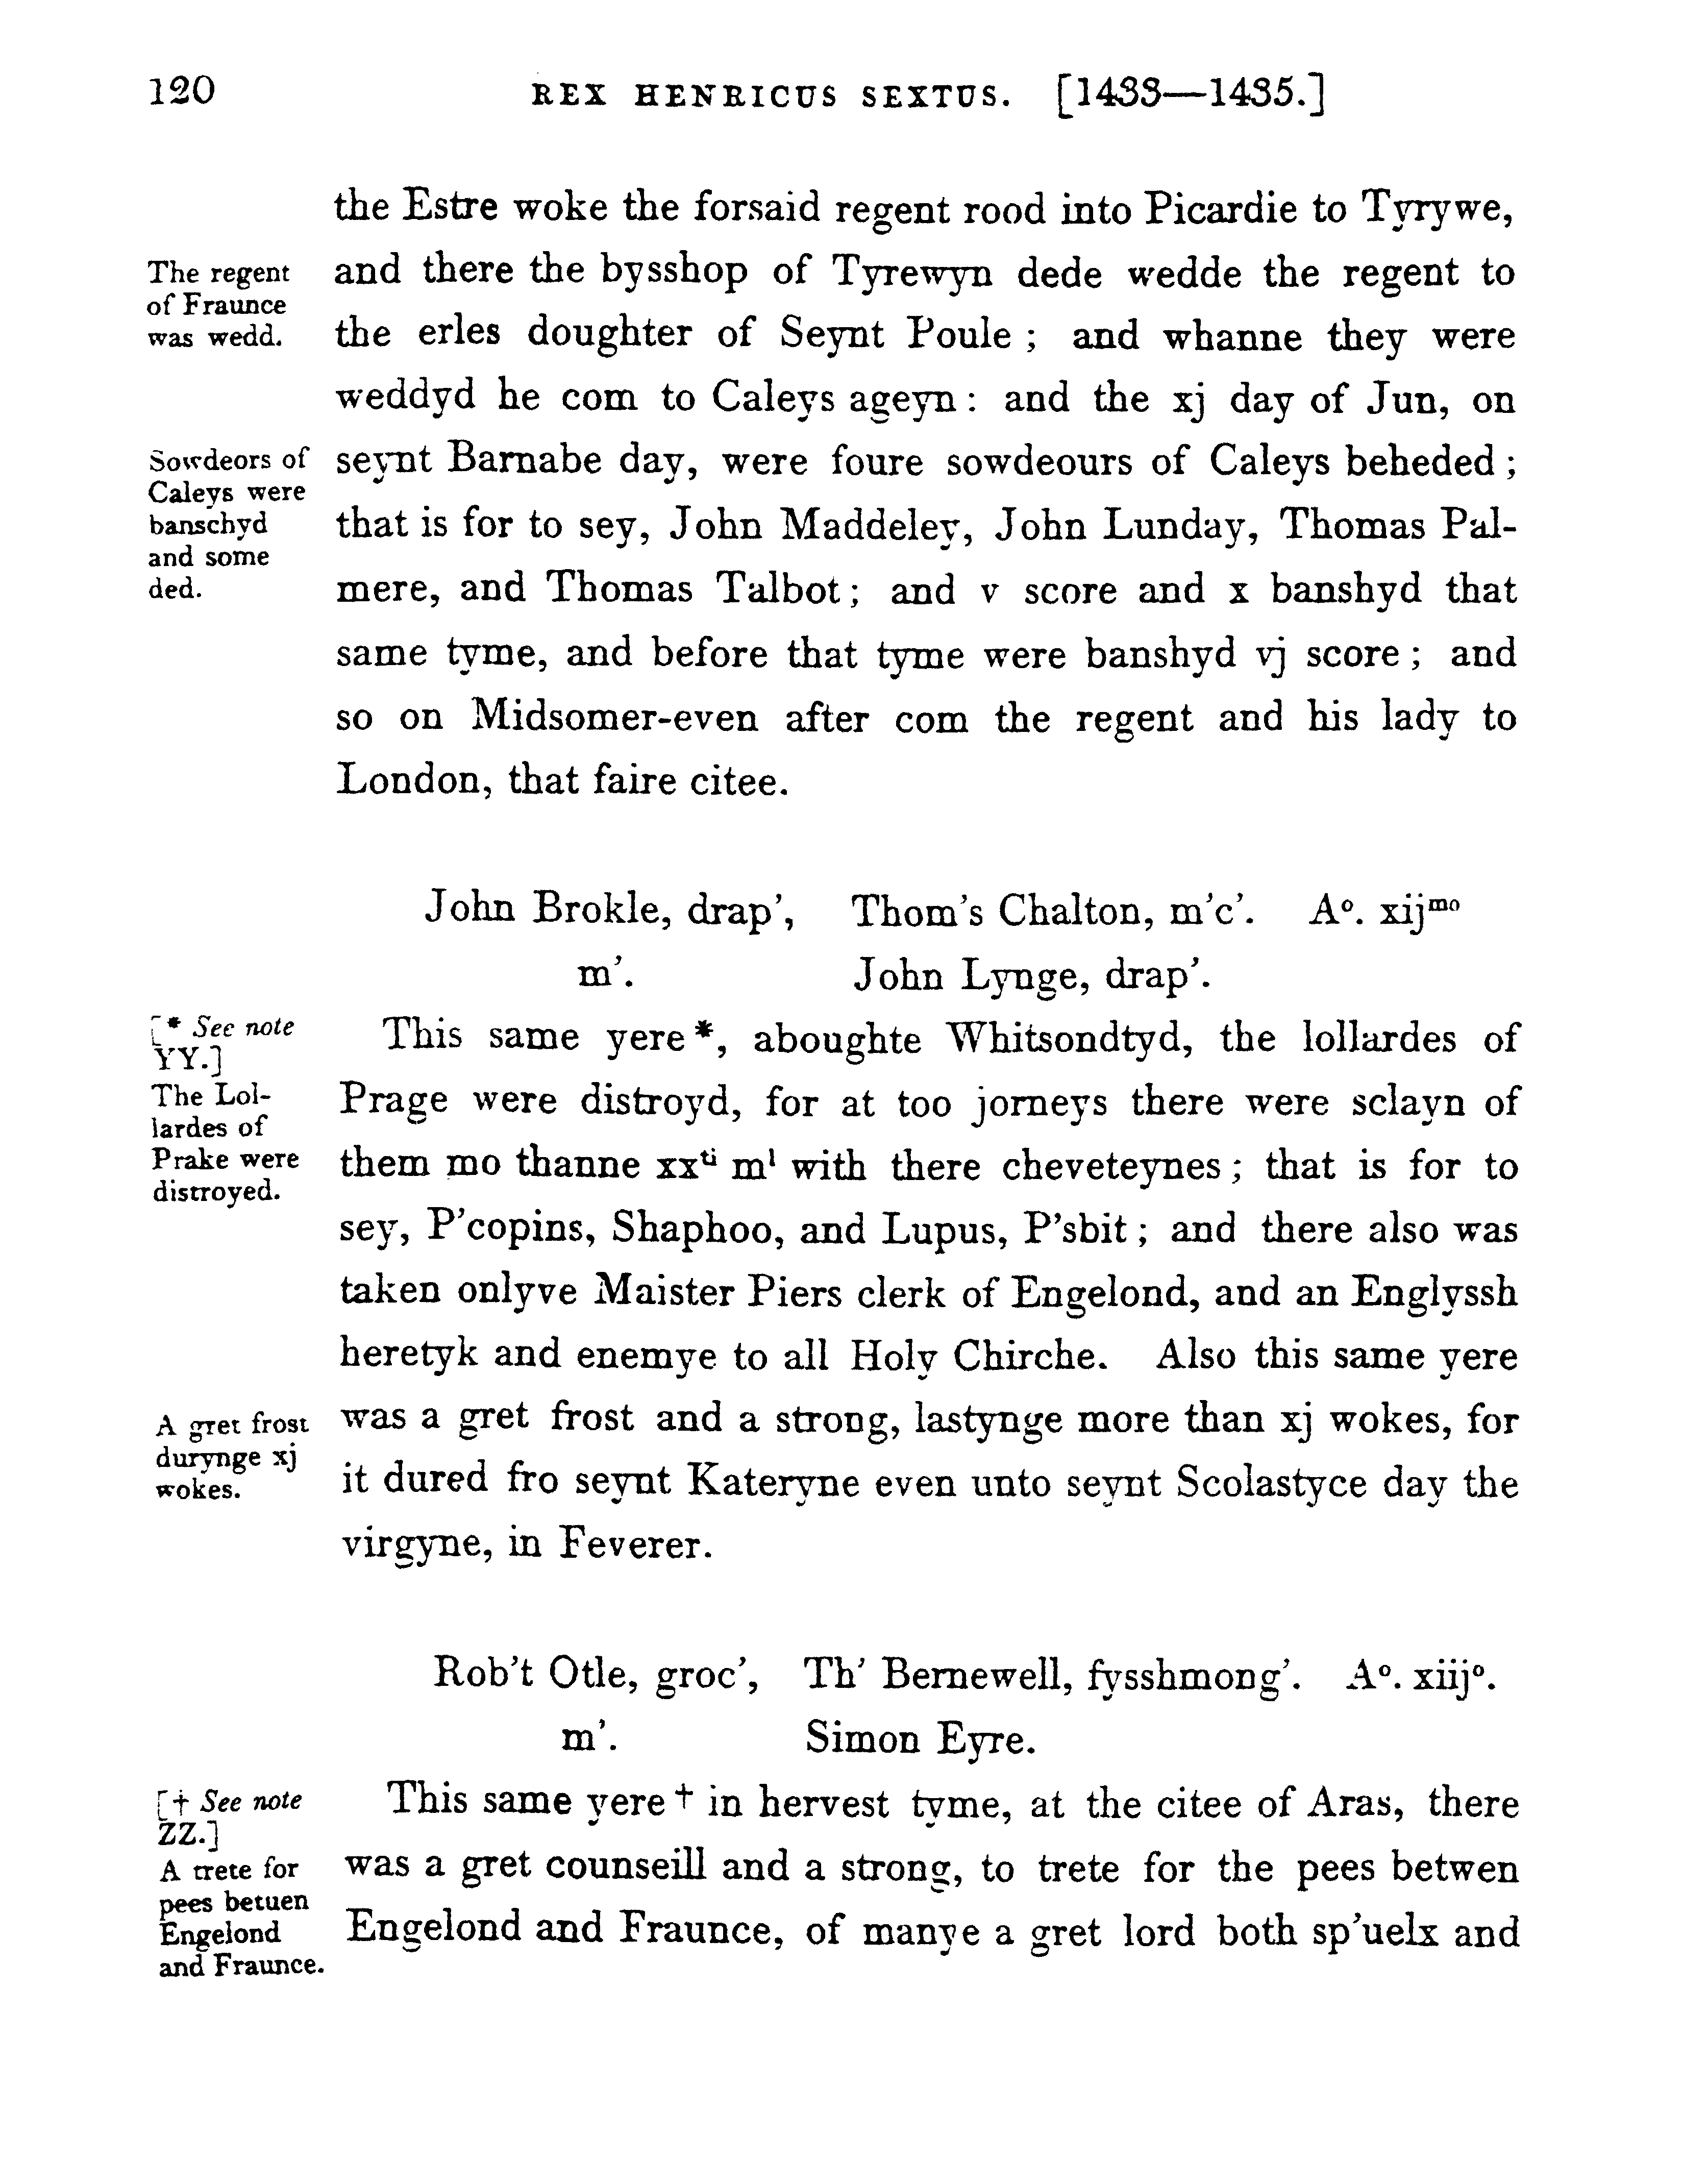 120 REX HENRICUS SEXTUS. [1433—1435.]
the Estre woke the forsaid regent rood into Picardie to Tyrywe,
The regent
of Fraunce
was wedd.
and there the bysshop of Tyrewyn dede wedde the regent to
the erles doughter of Seynt Poule ; and whanne they were
weddyd he com to Caleys ageyn : and the xj day of Jun, on
Sowdeors of
Caleys were
banschyd
and some
ded.
seynt Barnabe day, were foure sowdeours of Caleys beheded ;
that is for to sey, John Maddeley, John Lunday, Thomas Pal-
mere, and Thomas Talbot ; and v score and x banshyd that
same tyme, and before that tyme were banshyd vj score ; and
so on Midsomer-even after com the regent and his lady to
London, that faire citee.
John Brokle, drap', Thom's Chalton, m'c'. Aº. xijᵐᵒ
m'. John Lynge, drap'.
[* See note
YY.]
The Lol-
lardes of
Prake were
distroyed.
This same yere *, aboughte Whitsondtyd, the lollardes of
Prage were distroyd, for at too jorneys there were sclayn of
them mo thanne xxᵗⁱ mˡ with there cheveteynes ; that is for to
sey, P'copins, Shaphoo, and Lupus, P'sbit ; and there also was
taken onlyve Maister Piers clerk of Engelond, and an Englyssh
heretyk and enemye to all Holy Chirche. Also this same yere
A gret frost
durynge xj
wokes.
was a gret frost and a strong, lastynge more than xj wokes, for
it dured fro seynt Kateryne even unto seynt Scolastyce day the
virgyne, in Feverer.
Rob't Otle, groc', Th' Bernewell, fysshmong'. Aº. xiijº.
m'. Simon Eyre.
[† See note
ZZ.]
A trete for
pees betuen
Engelond
and Fraunce.
This same yere † in hervest tyme, at the citee of Aras, there
was a gret counseill and a strong, to trete for the pees betwen
Engelond and Fraunce, of manye a gret lord both sp'uelx and